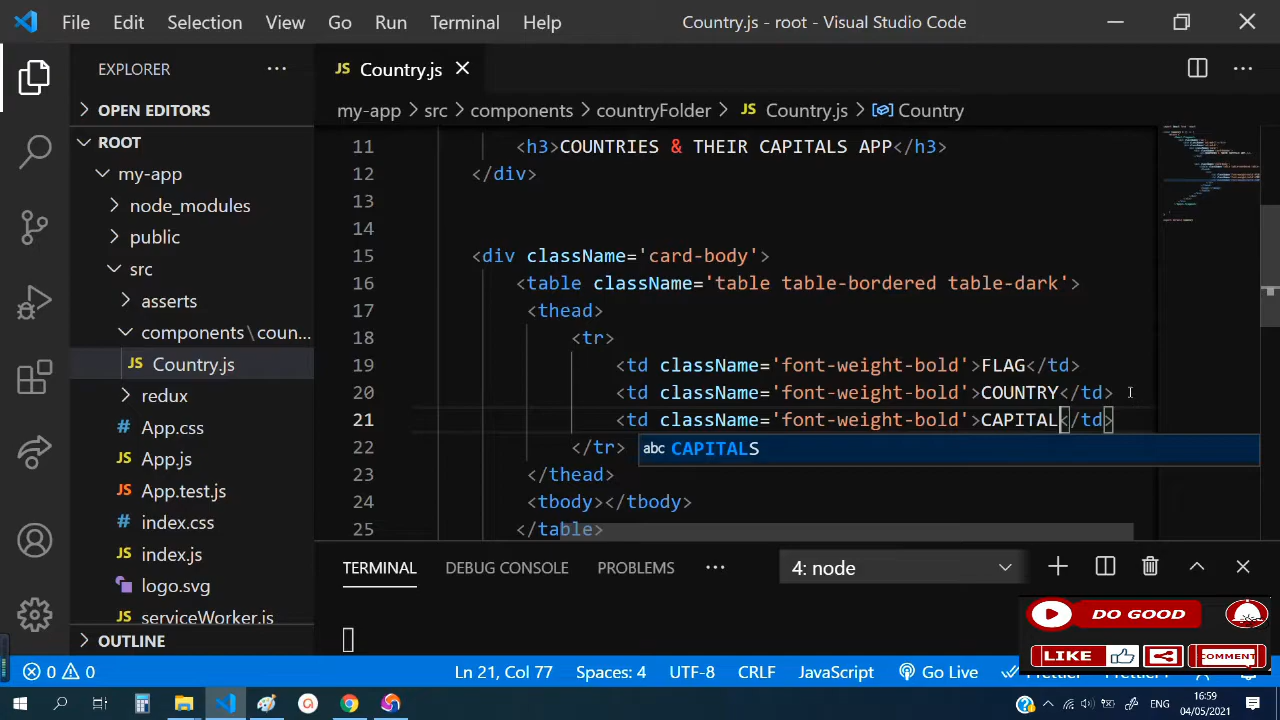 File Edit Selection View Go Run Terminal Help Country.js - root - Visual Studio Code
EXPLORER
JS Country.js
OPEN EDITORS
my-app src components countryFolder JS Country.js Country
ROOT
my-app
node_modules
public
src
asserts
components\coun...
JS Country.js
redux
App.css
JS App.js
App.test.js
index.css
JS index.js
logo.svg
JS serviceWorker.js
OUTLINE
11 <h3>COUNTRIES & THEIR CAPITALS APP</h3>
12 </div>
13
14
15 <div className='card-body'>
16 <table className='table table-bordered table-dark'>
17 <thead>
18 <tr>
19 <td className='font-weight-bold'>FLAG</td>
20 <td className='font-weight-bold'>COUNTRY</td>
21 <td className='font-weight-bold'>CAPITAL</td>
22 </tr>
abc CAPITALS
23 </thead>
24 <tbody></tbody>
25 </table>
TERMINAL DEBUG CONSOLE PROBLEMS 4: node
DO GOOD
LIKE COMMENT
0 0 Ln 21, Col 77 Spaces: 4 UTF-8 CRLF JavaScript Go Live
ENG
16:59
04/05/2021